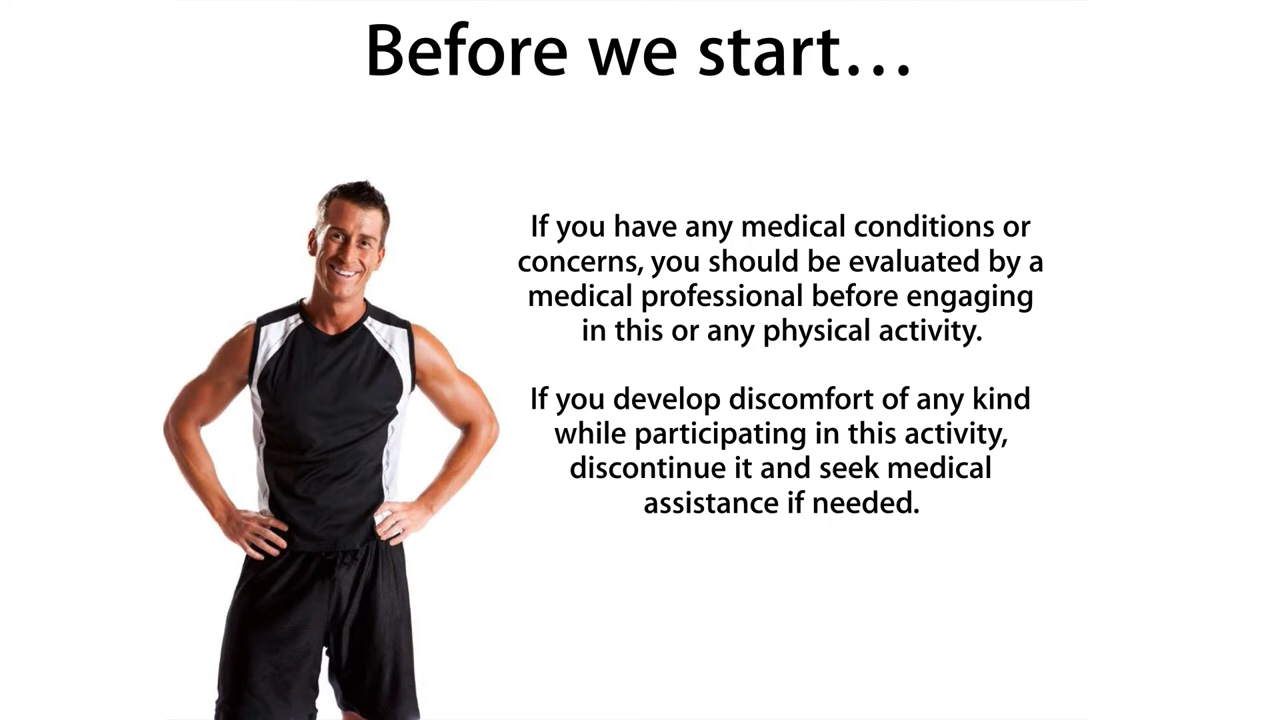 Before we start…
If you have any medical conditions or
concerns, you should be evaluated by a
medical professional before engaging
in this or any physical activity.
If you develop discomfort of any kind
while participating in this activity,
discontinue it and seek medical
assistance if needed.